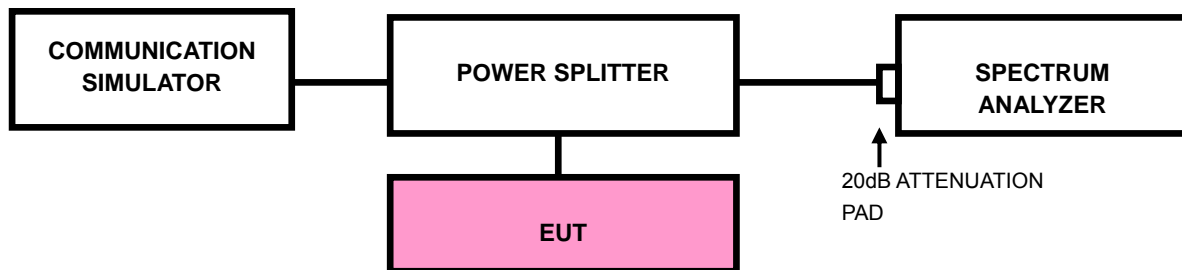 COMMUNICATION
SIMULATOR
POWER SPLITTER
SPECTRUM
ANALYZER
20dB ATTENUATION
PAD
EUT